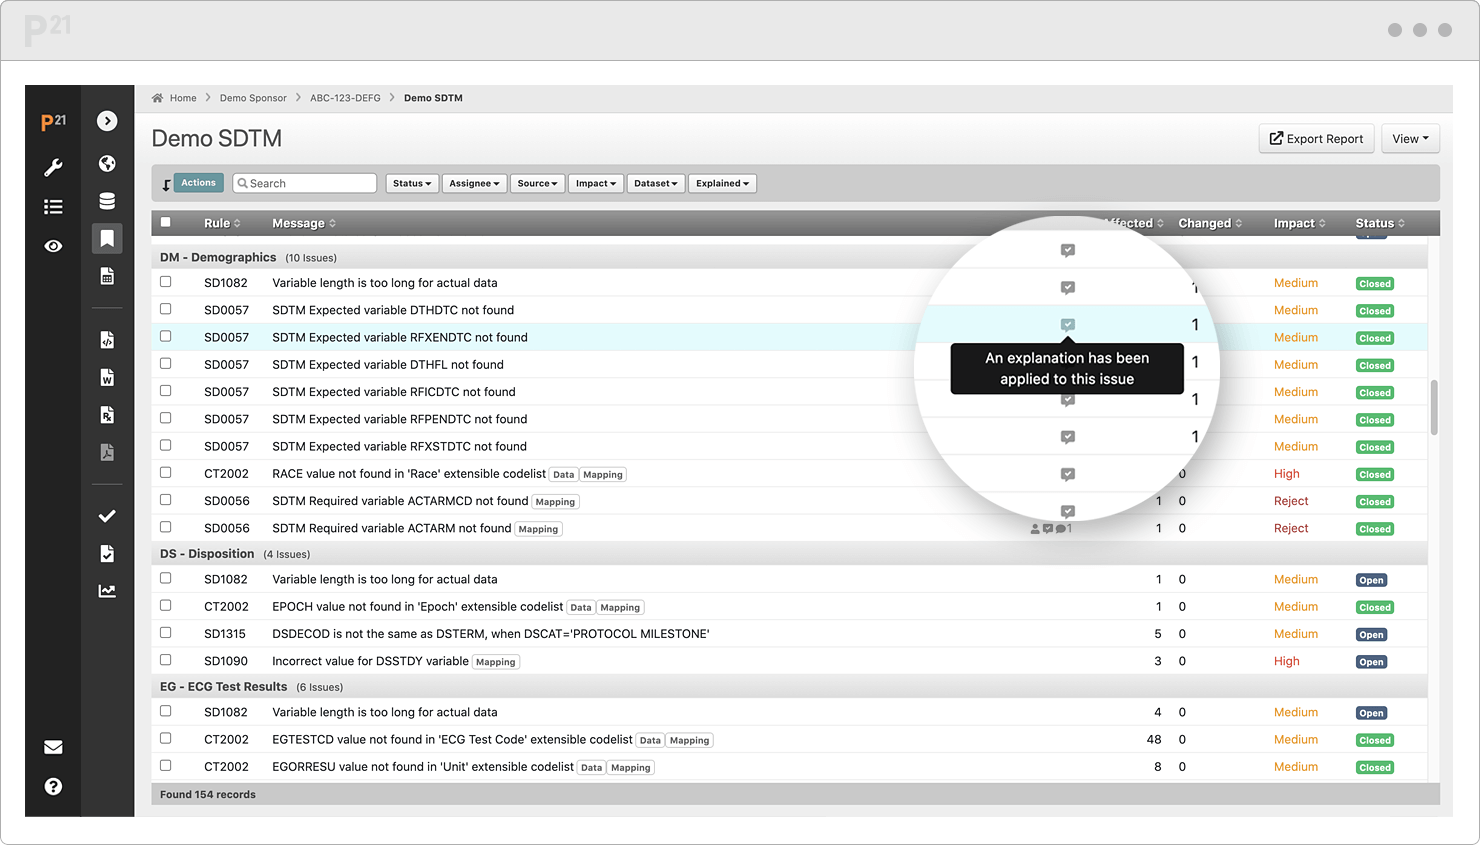 P21
P21
Home > Demo Sponsor > ABC-123-DEFG > Demo SDTM
Demo SDTM
Export Report View
Actions Search Status Assignee Source Impact Dataset Explained
Rule Message Affected Changed Impact Status
DM - Demographics (10 Issues)
SD1082 Variable length is too long for actual data 1 Medium Closed
SD0057 SDTM Expected variable DTHDTC not found Medium Closed
SD0057 SDTM Expected variable RFXENDTC not found 1 Medium Closed
An explanation has been
applied to this issue
SD0057 SDTM Expected variable DTHFL not found 1 Medium Closed
SD0057 SDTM Expected variable RFICDTC not found 1 Medium Closed
SD0057 SDTM Expected variable RFPENDTC not found Medium Closed
SD0057 SDTM Expected variable RFXSTDTC not found 1 Medium Closed
CT2002 RACE value not found in 'Race' extensible codelist Data Mapping 0 High Closed
SD0056 SDTM Required variable ACTARMCD not found Mapping 1 0 Reject Closed
SD0056 SDTM Required variable ACTARM not found Mapping 1 1 0 Reject Closed
DS - Disposition (4 Issues)
SD1082 Variable length is too long for actual data 1 0 Medium Open
CT2002 EPOCH value not found in 'Epoch' extensible codelist Data Mapping 1 0 Medium Closed
SD1315 DSDECOD is not the same as DSTERM, when DSCAT='PROTOCOL MILESTONE' 5 0 Medium Open
SD1090 Incorrect value for DSSTDY variable Mapping 3 0 High Open
EG - ECG Test Results (6 Issues)
SD1082 Variable length is too long for actual data 4 0 Medium Open
CT2002 EGTESTCD value not found in 'ECG Test Code' extensible codelist Data Mapping 48 0 Medium Closed
CT2002 EGORRESU value not found in 'Unit' extensible codelist Data Mapping 8 0 Medium Closed
Found 154 records